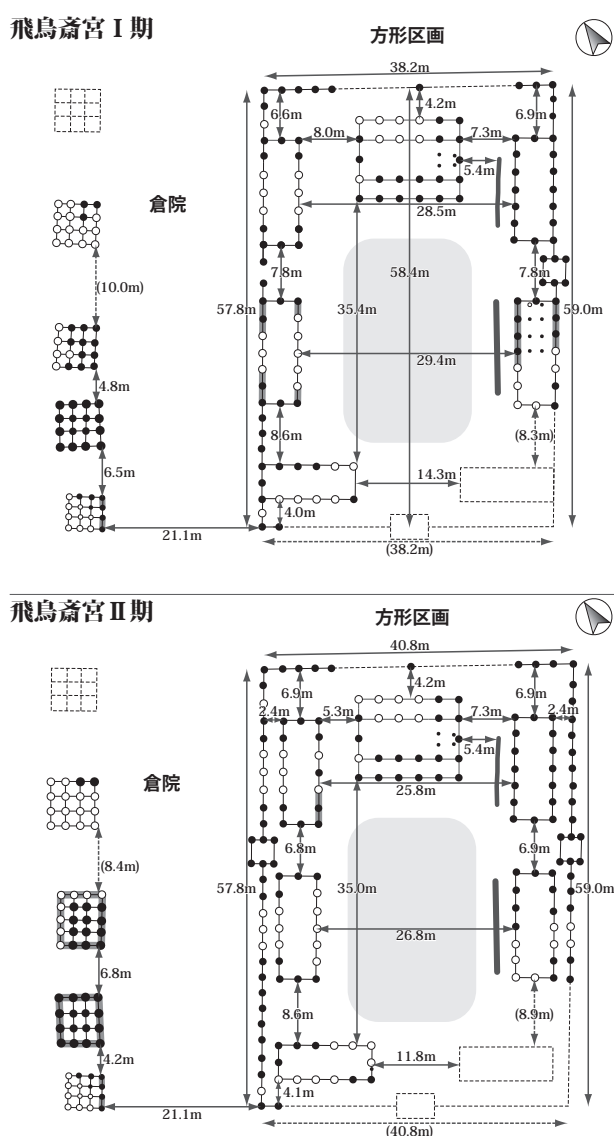 飛鳥斎宮Ⅰ期
方形区画
38.2m
4.2m
6.6m
6.9m
8.0m
7.3m
5.4m
倉院
28.5m
7.8m
58.4m
7.8m
(10.0m)
57.8m
35.4m
59.0m
29.4m
4.8m
8.6m
(8.3m)
6.5m
14.3m
4.0m
21.1m
(38.2m)
飛鳥斎宮Ⅱ期
方形区画
40.8m
4.2m
6.9m
6.9m
2.4m
5.3m
7.3m
2.4m
5.4m
倉院
25.8m
6.8m
6.9m
(8.4m)
57.8m
35.0m
59.0m
26.8m
6.8m
8.6m
(8.9m)
4.2m
11.8m
4.1m
21.1m
(40.8m)